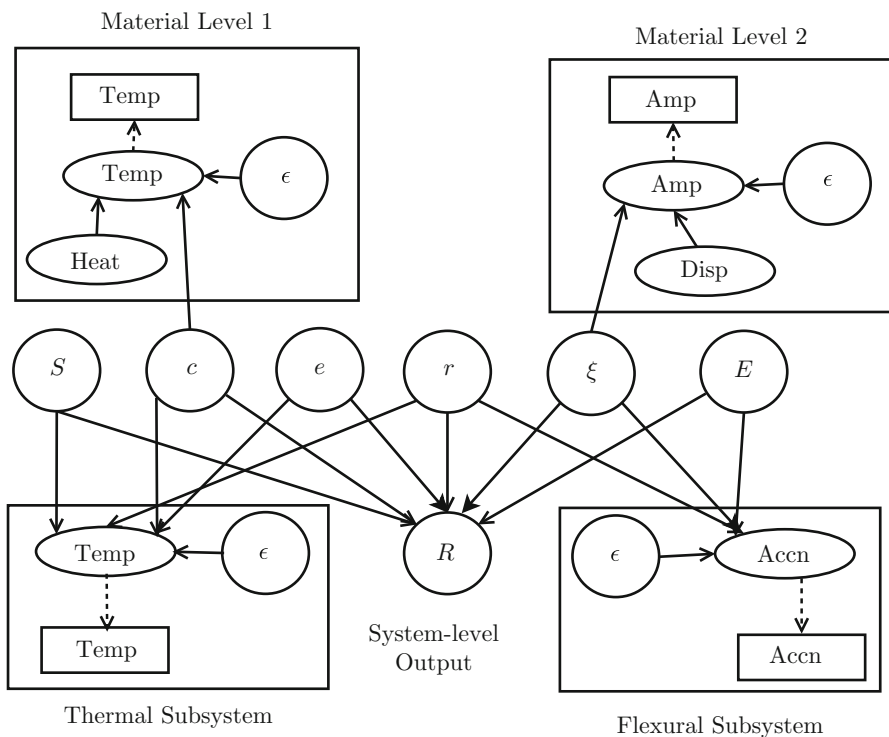 Material Level 1
Material Level 2
Temp
Amp
Temp
ϵ
Amp
ϵ
Heat
Disp
S
c
e
r
ξ
E
Temp
ϵ
R
ϵ
Accn
Temp
System-level
Output
Accn
Thermal Subsystem
Flexural Subsystem